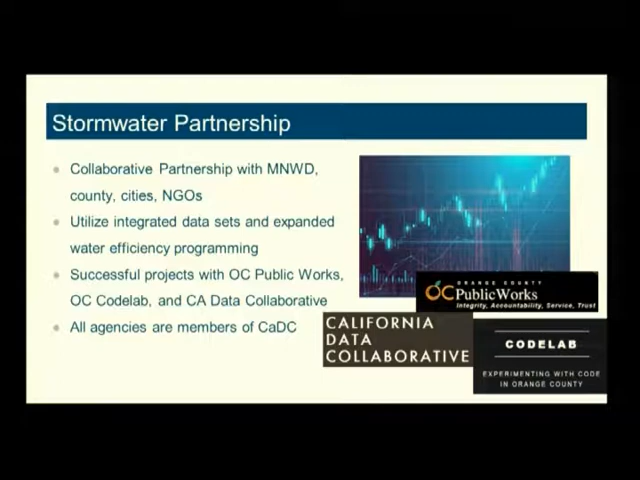 Stormwater Partnership
Collaborative Partnership with MNWD,
county, cities, NGOs
Utilize integrated data sets and expanded
water efficiency programming
Successful projects with OC Public Works,
OC Codelab, and CA Data Collaborative
All agencies are members of CaDC
ORANGE COUNTY
OCPublicWorks
Integrity, Accountability, Service, Trust
CALIFORNIA
DATA
COLLABORATIVE
CODELAB
EXPERIMENTING WITH CODE
IN ORANGE COUNTY